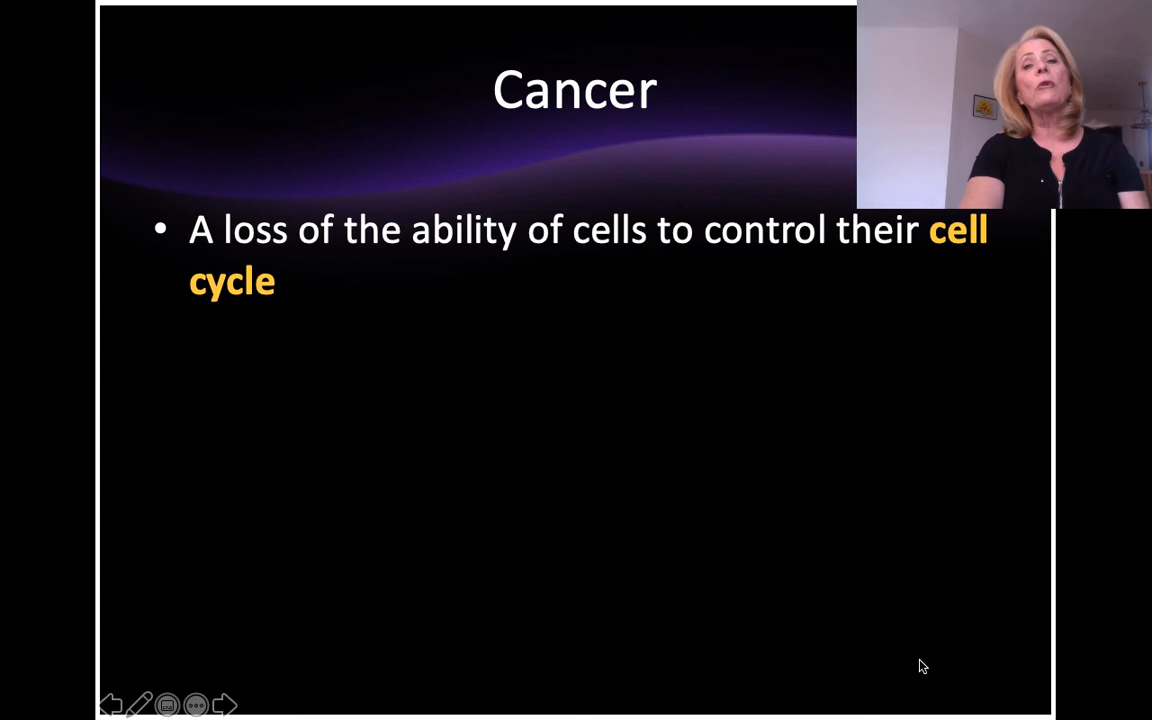 Cancer
• A loss of the ability of cells to control their cell
cycle